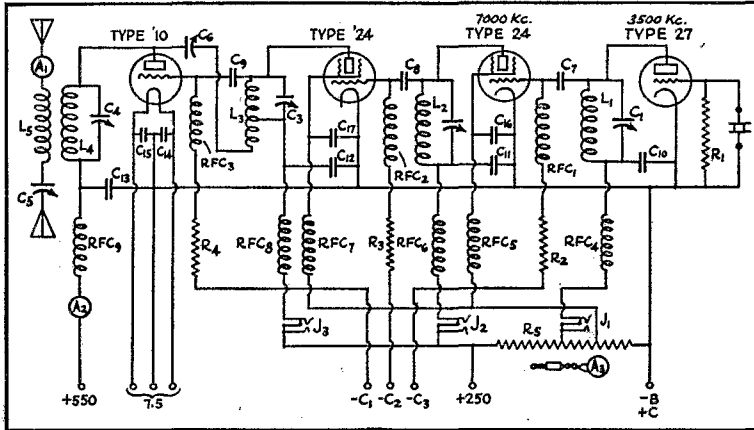 7000 Kc. 3500 Kc.
TYPE '10 C6 TYPE '24 TYPE 24 TYPE 27
A1 C9 C8 C7
L5 L4 C4 L3 C3 L2 L1 C1 R1
C15 C14 RFC3 C17 RFC2 C16 RFC1 C10
C5 C13 C12 C11
RFC9 R4 RFC8 RFC7 R3 RFC6 RFC5 R2 RFC4
A2 J3 J2 R5 J1
A3
+550 7.5 -C1 -C2 -C3 +250 -B
+C